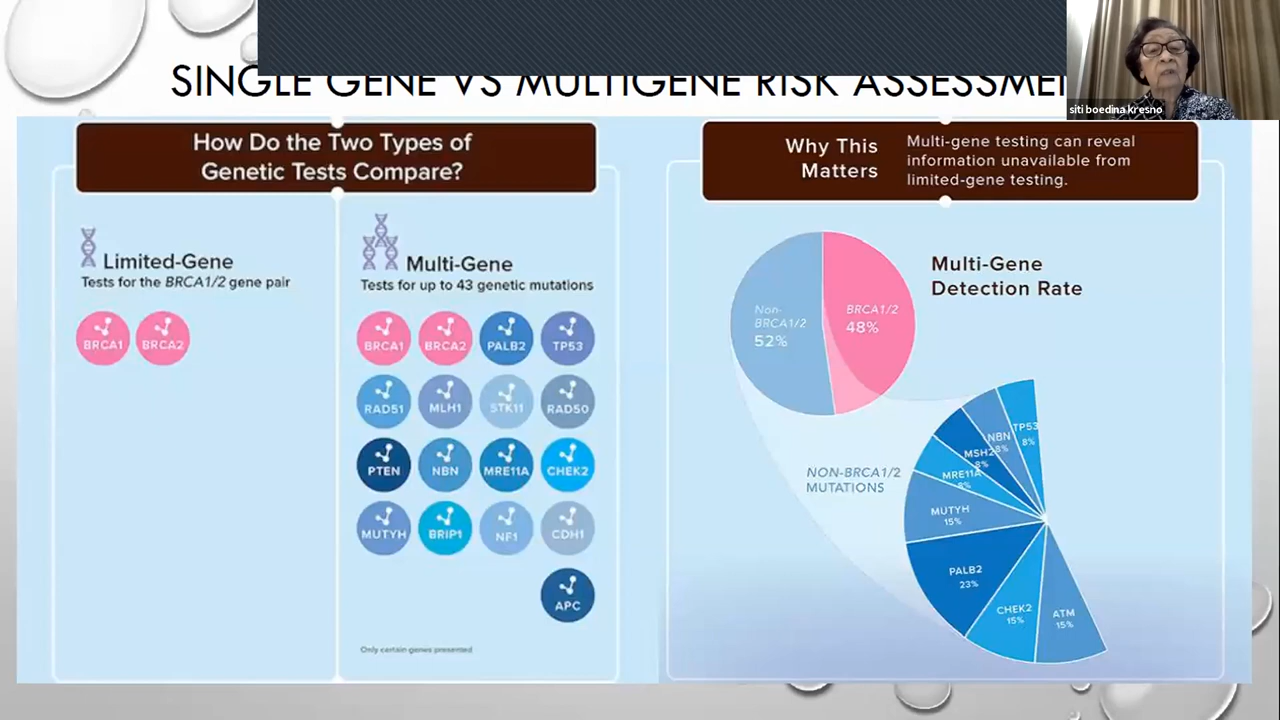 SINGLE GENE VS MULTIGENE RISK ASSESSME
siti boedina kresno
How Do the Two Types of
Genetic Tests Compare?
Limited-Gene
Tests for the BRCA1/2 gene pair
BRCA1
BRCA2
Multi-Gene
Tests for up to 43 genetic mutations
BRCA1
BRCA2
PALB2
TP53
RAD51
MLH1
STK11
RAD50
PTEN
NBN
MRE11A
CHEK2
MUTYH
BRIP1
NF1
CDH1
APC
Only certain genes presented
Why This
Matters
Multi-gene testing can reveal
information unavailable from
limited-gene testing.
Multi-Gene
Detection Rate
Non-
BRCA1/2
52%
BRCA1/2
48%
NON-BRCA1/2
MUTATIONS
TP53
8%
NBN
8%
MSH2
8%
MRE11A
8%
MUTYH
15%
PALB2
23%
CHEK2
15%
ATM
15%